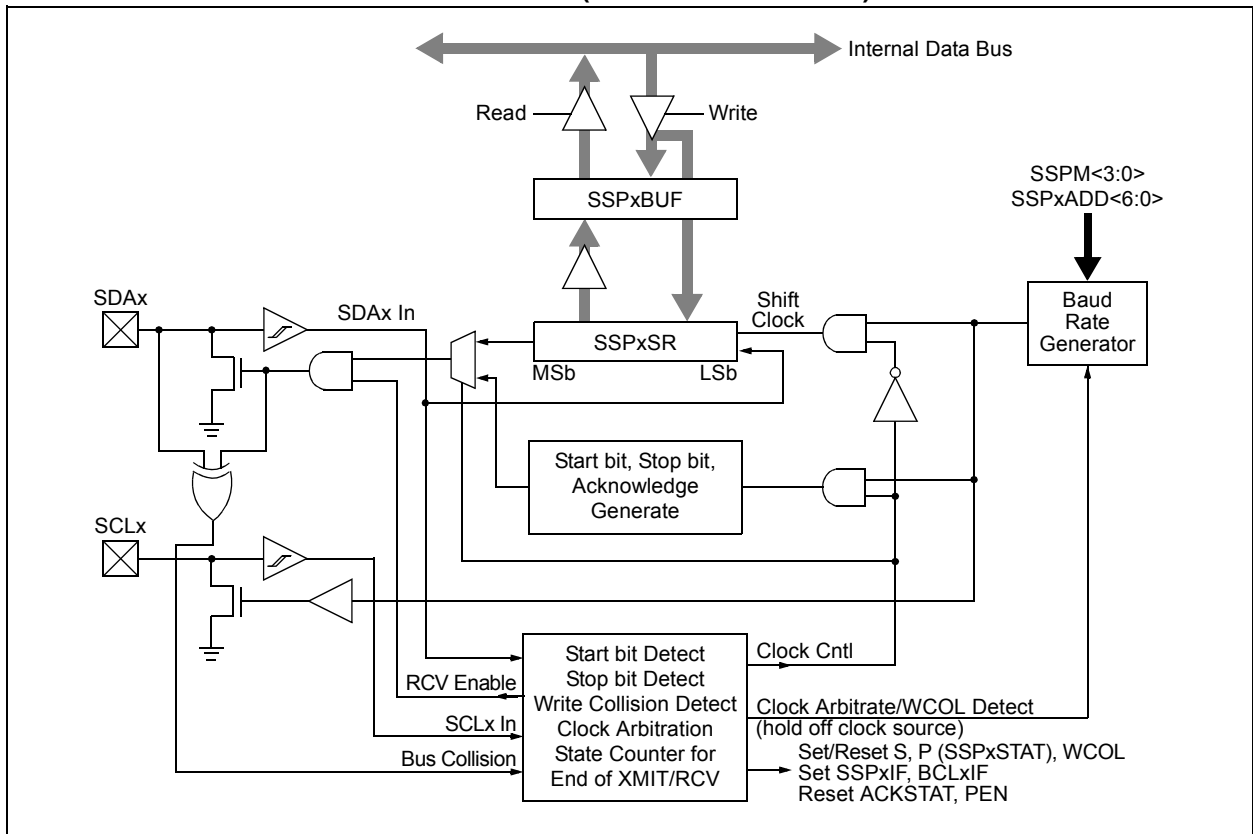 Internal Data Bus
Read
Write
SSPM<3:0>
SSPxADD<6:0>
SSPxBUF
SDAx
SDAx In
Shift
Clock
Baud
Rate
Generator
SSPxSR
MSb
LSb
Start bit, Stop bit,
Acknowledge
Generate
SCLx
Start bit Detect
Stop bit Detect
Write Collision Detect
Clock Arbitration
State Counter for
End of XMIT/RCV
RCV Enable
SCLx In
Bus Collision
Clock Cntl
Clock Arbitrate/WCOL Detect
(hold off clock source)
Set/Reset S, P (SSPxSTAT), WCOL
Set SSPxIF, BCLxIF
Reset ACKSTAT, PEN